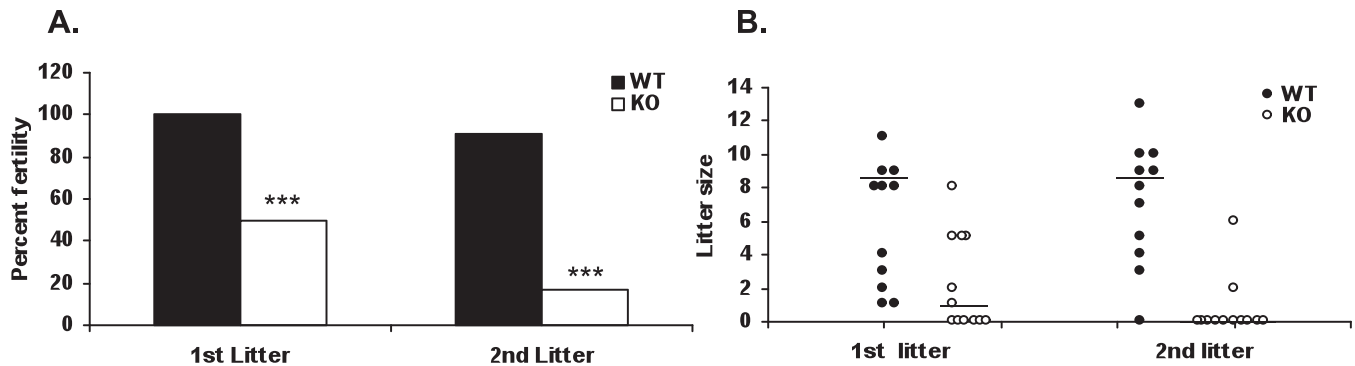 A.
120
100
80
60
40
20
0
Percent fertility
WT
KO
***
***
1st Litter
2nd Litter
B.
14
12
10
8
6
4
2
0
Litter size
WT
KO
1st litter
2nd litter